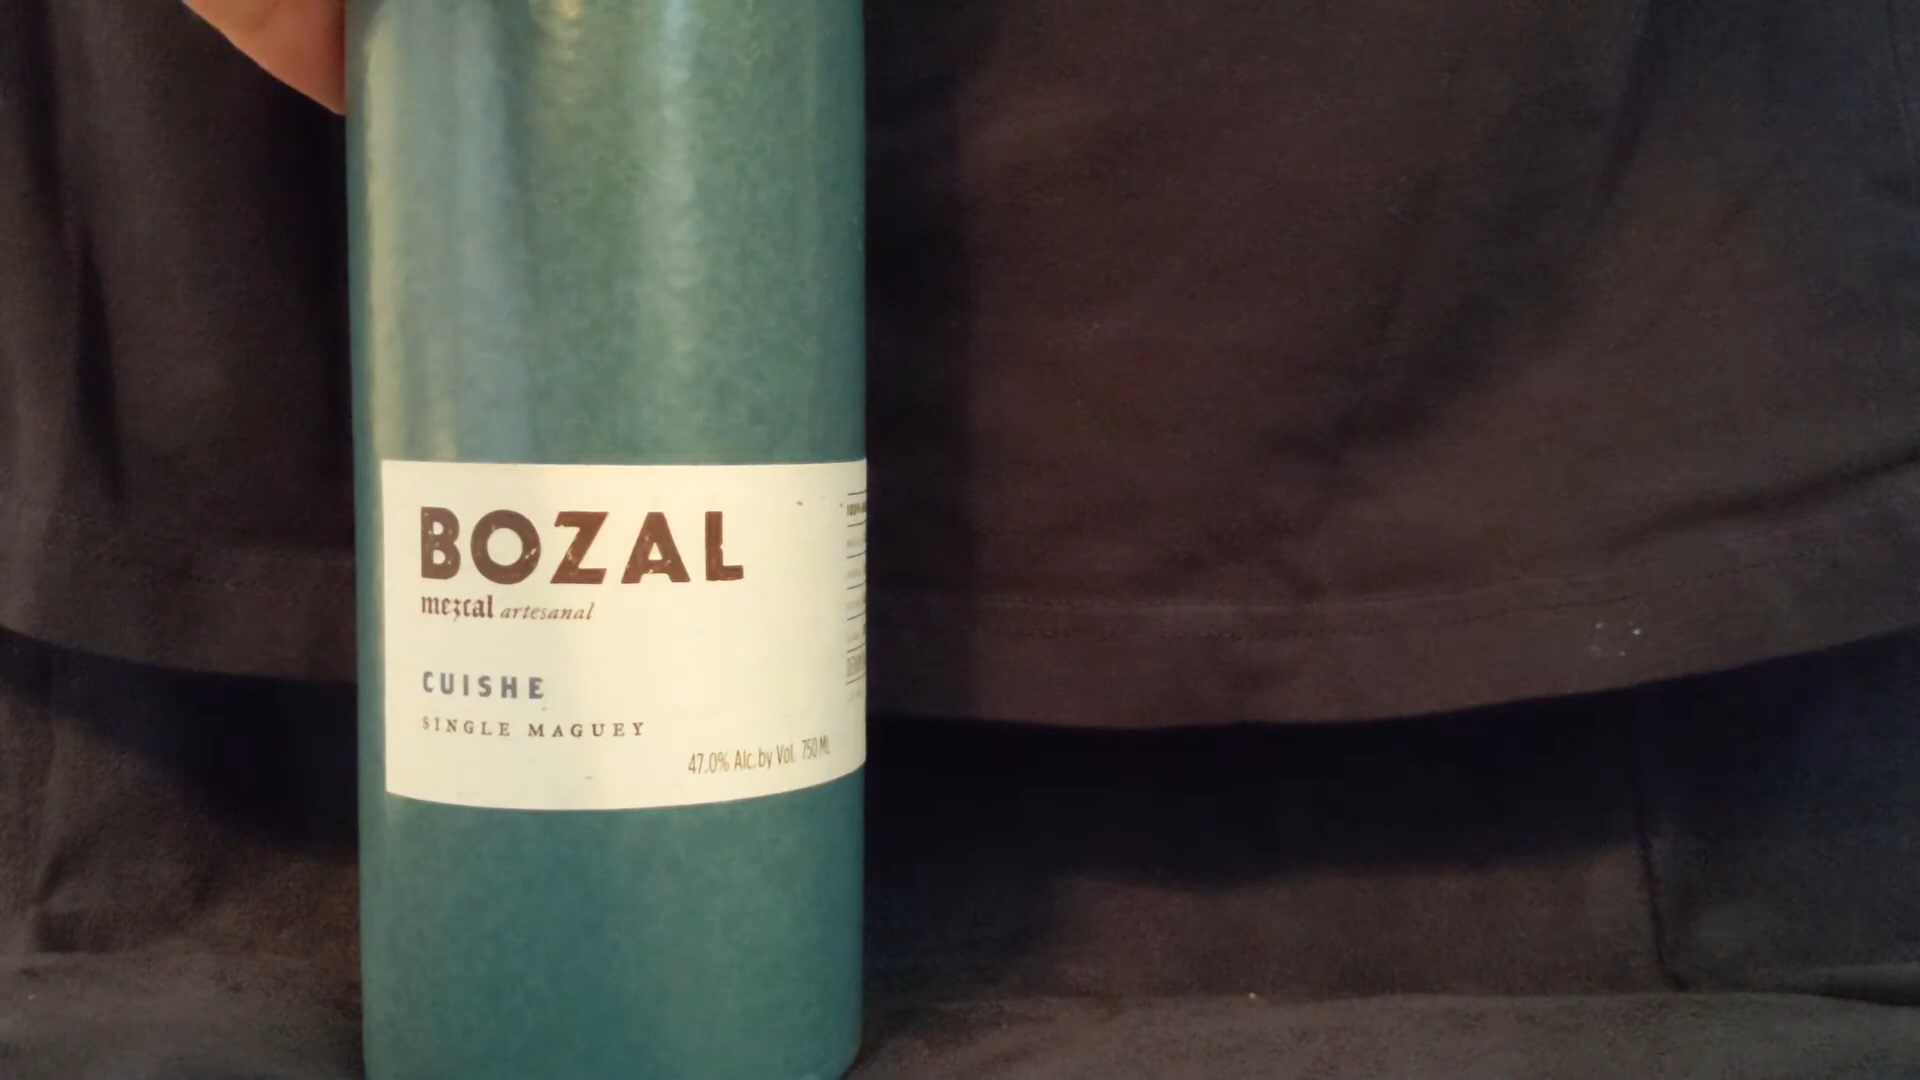 BOZAL
mezcal artesanal
CUISHE
SINGLE MAGUEY
47.0% Alc. by Vol. 750 ML